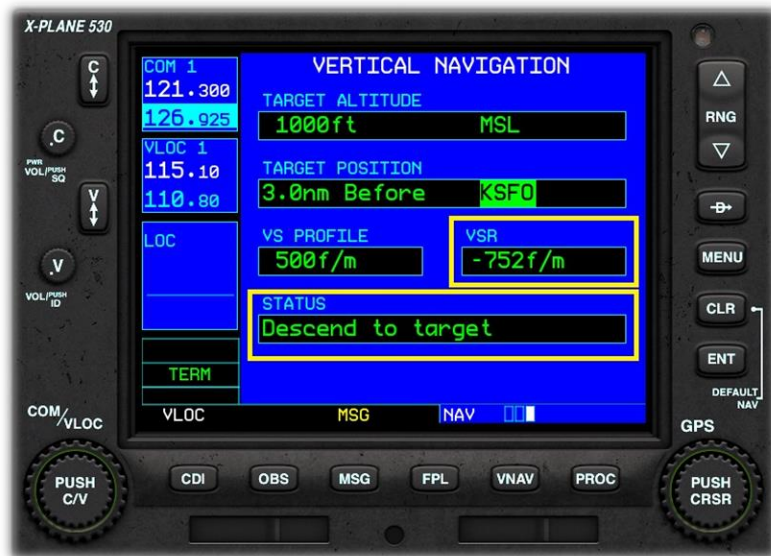 X-PLANE 530
C
COM 1
121.300
126.925
VERTICAL NAVIGATION
TARGET ALTITUDE
1000ft MSL
RNG
.C
PWR
VOL/PUSH
SQ
VLOC 1
115.10
110.80
TARGET POSITION
3.0nm Before KSFO
V
D
LOC
VS PROFILE
VSR
500f/m
-752f/m
MENU
.V
VOL/PUSH
ID
STATUS
Descend to target
CLR
ENT
TERM
DEFAULT
NAV
COM/VLOC
VLOC
MSG
NAV
GPS
PUSH
C/V
CDI
OBS
MSG
FPL
VNAV
PROC
PUSH
CRSR